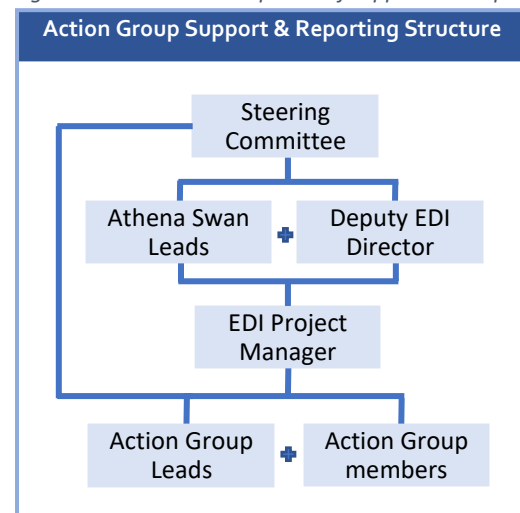 Action Group Support & Reporting Structure
Steering
Committee
Athena Swan
Leads
Deputy EDI
Director
EDI Project
Manager
Action Group
Leads
Action Group
members